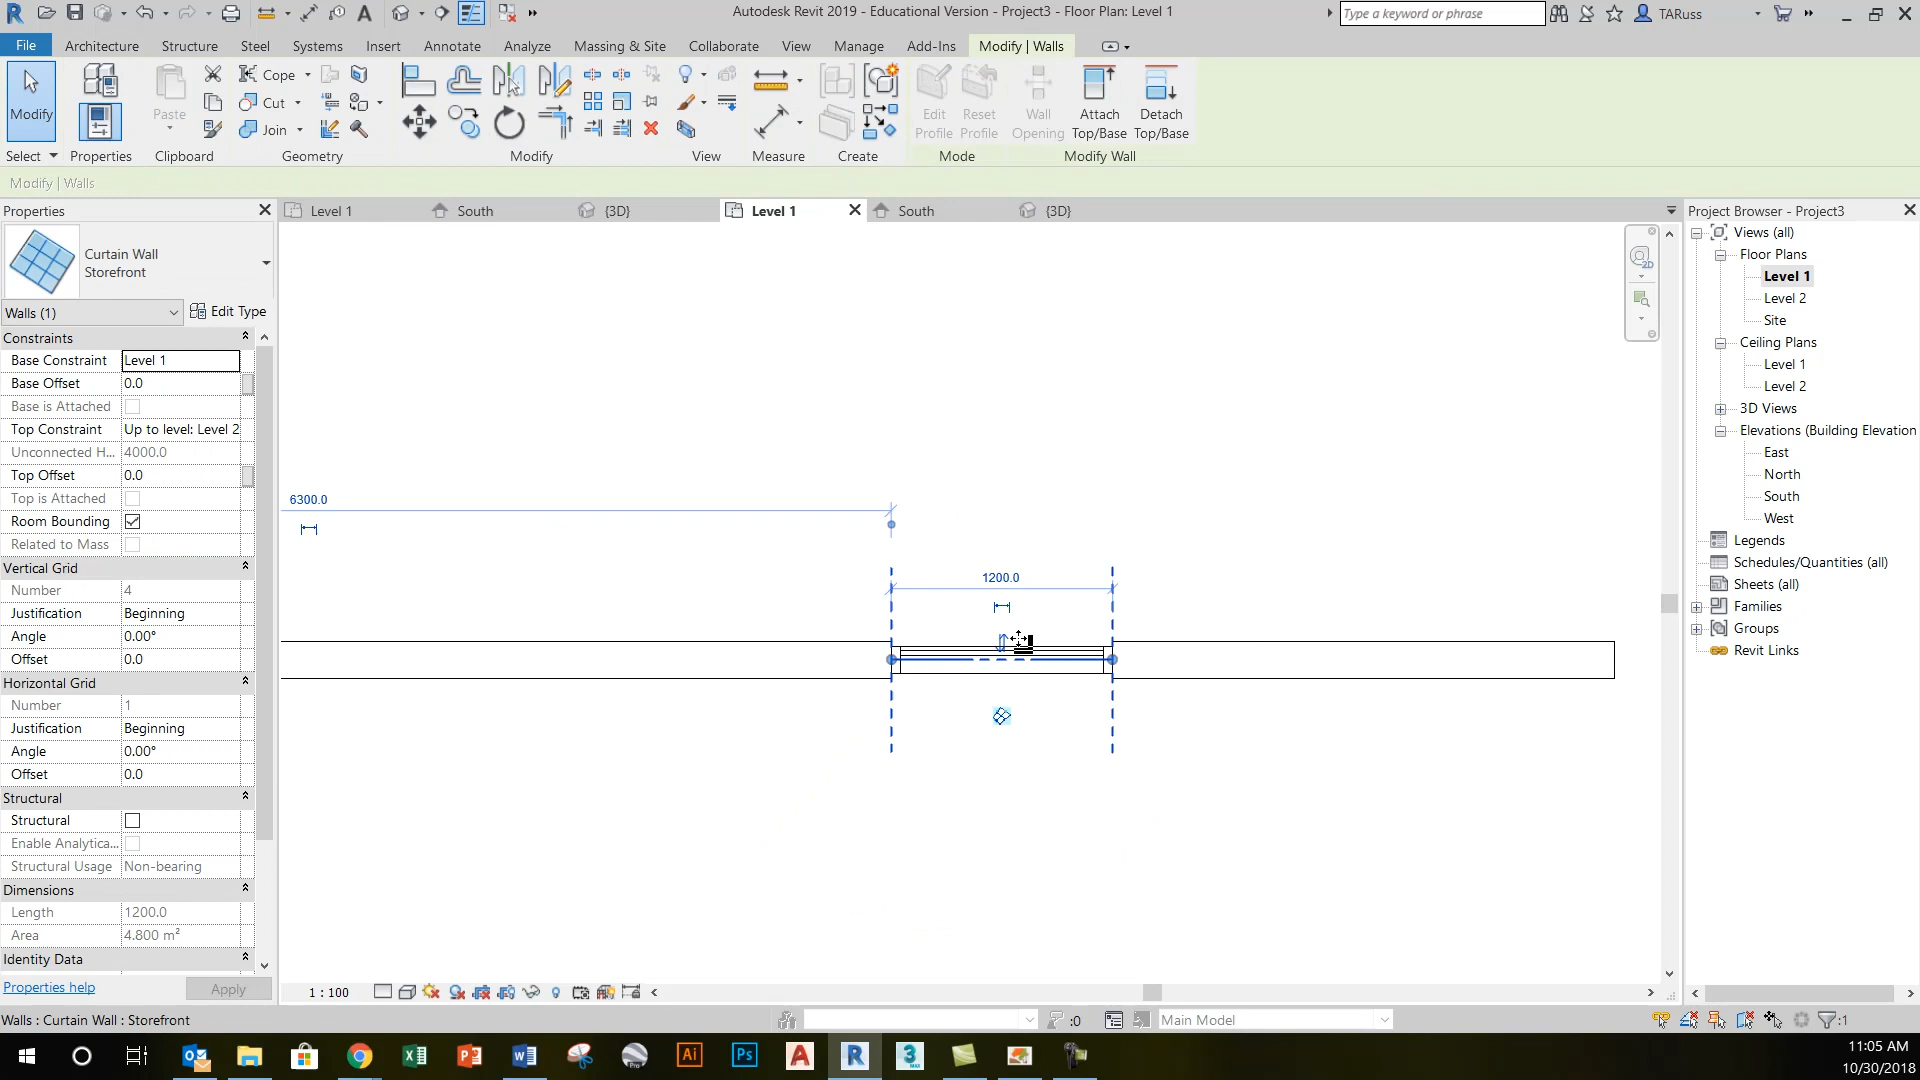 Autodesk Revit 2019 - Educational Version - Project3 - Floor Plan: Level 1
Type a keyword or phrase
TARuss
File
Architecture
Structure
Steel
Systems
Insert
Annotate
Analyze
Massing & Site
Collaborate
View
Manage
Add-Ins
Modify | Walls
Modify
Paste
Cope
Cut
Join
Edit Profile
Reset Profile
Wall Opening
Attach Top/Base
Detach Top/Base
Select
Properties
Clipboard
Geometry
Modify
View
Measure
Create
Mode
Modify Wall
Modify | Walls
Properties
Level 1
South
{3D}
Level 1
South
{3D}
Project Browser - Project3
Curtain Wall
Storefront
Walls (1)
Edit Type
Constraints
Base Constraint Level 1
Base Offset 0.0
Base is Attached
Top Constraint Up to level: Level 2
Unconnected H... 4000.0
Top Offset 0.0
Top is Attached
Room Bounding
Related to Mass
Vertical Grid
Number 4
Justification Beginning
Angle 0.00°
Offset 0.0
Horizontal Grid
Number 1
Justification Beginning
Angle 0.00°
Offset 0.0
Structural
Structural
Enable Analytica...
Structural Usage Non-bearing
Dimensions
Length 1200.0
Area 4.800 m²
Identity Data
Properties help
Apply
6300.0
1200.0
2D
Views (all)
Floor Plans
Level 1
Level 2
Site
Ceiling Plans
Level 1
Level 2
3D Views
Elevations (Building Elevation
East
North
South
West
Legends
Schedules/Quantities (all)
Sheets (all)
Families
Groups
Revit Links
1 : 100
Walls : Curtain Wall : Storefront
:0
Main Model
:1
11:05 AM
10/30/2018